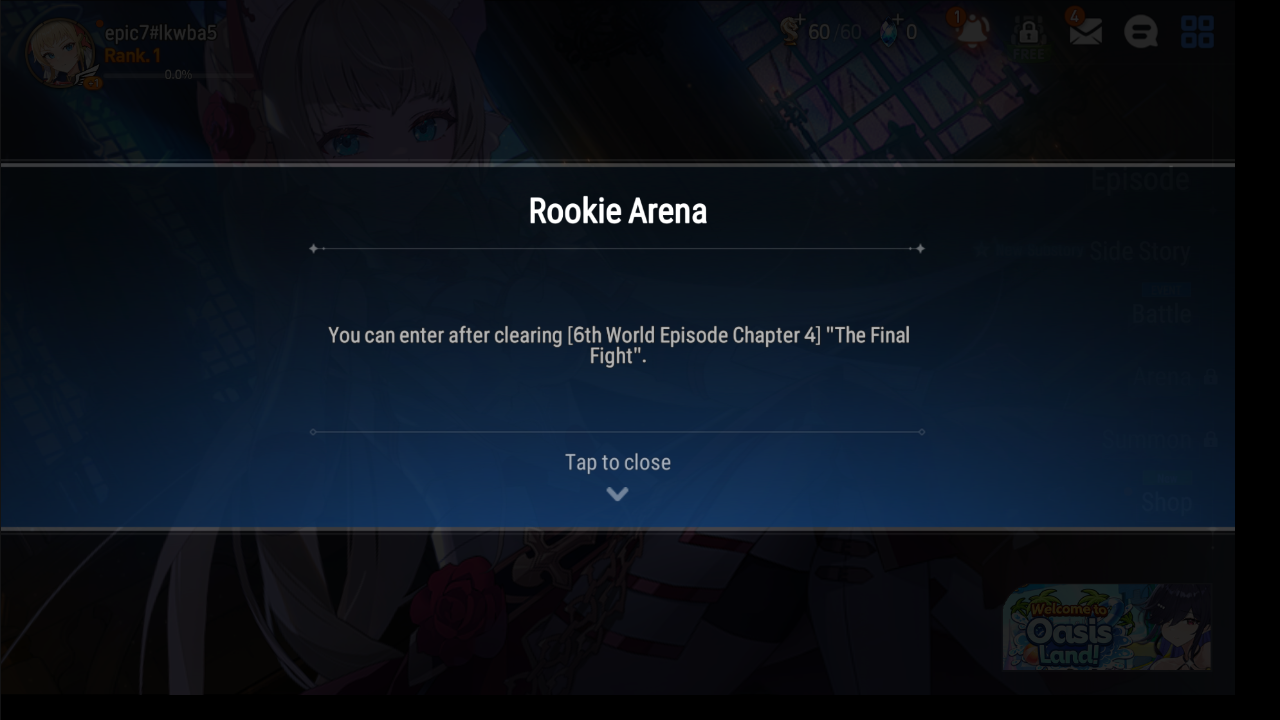 epic7#lkwba5
Rank. 1
0.0%
60 /60
0
1
FREE
4
Episode
Rookie Arena
Side Story
You can enter after clearing [6th World Episode Chapter 4] "The Final
Fight".
Battle
Arena
Summon
Tap to close
Shop
Welcome to
Oasis
Land!